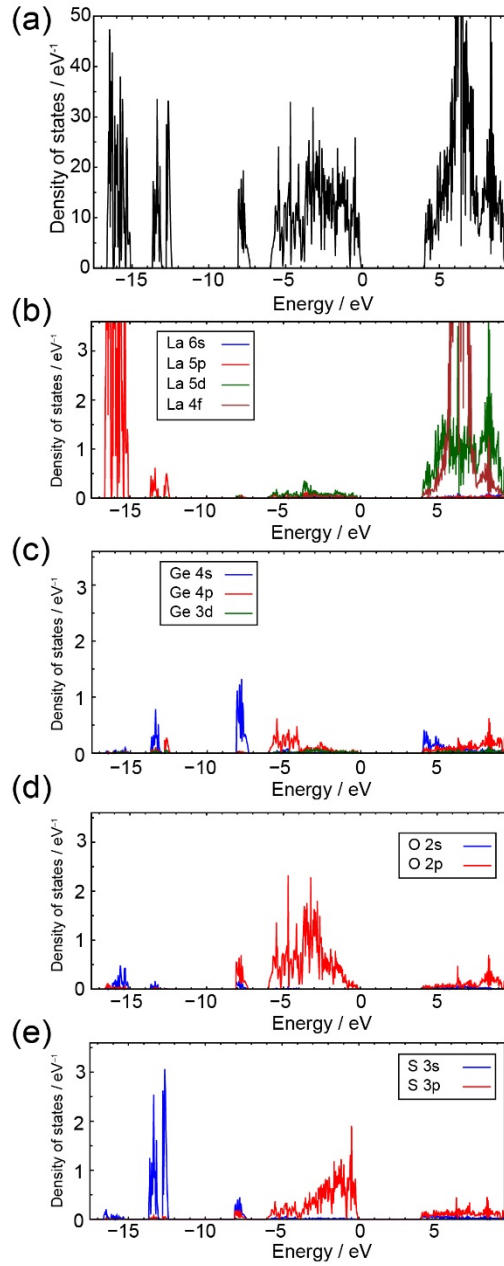 (a)
Density of states / eV⁻¹
50
40
30
20
10
0
−15 −10 −5 0 5
Energy / eV
(b)
Density of states / eV⁻¹
3
2
1
0
La 6s
La 5p
La 5d
La 4f
−15 −10 −5 0 5
Energy / eV
(c)
Density of states / eV⁻¹
3
2
1
0
Ge 4s
Ge 4p
Ge 3d
−15 −10 −5 0 5
Energy / eV
(d)
Density of states / eV⁻¹
3
2
1
0
O 2s
O 2p
−15 −10 −5 0 5
Energy / eV
(e)
Density of states / eV⁻¹
3
2
1
0
S 3s
S 3p
−15 −10 −5 0 5
Energy / eV